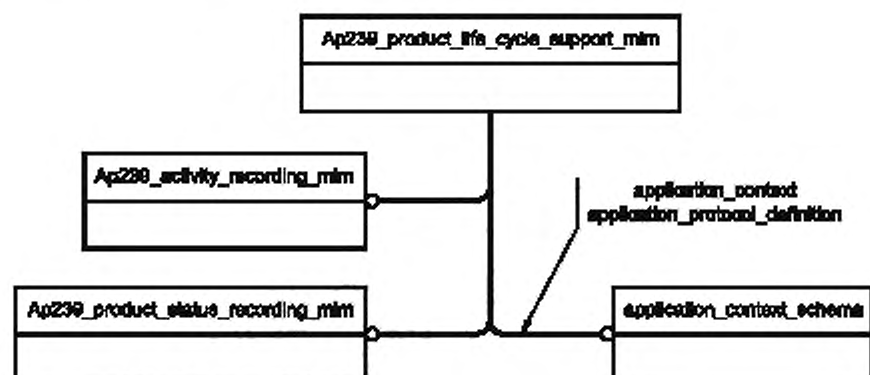 Ap239_product_life_cycle_support_mim
Ap239_activity_recording_mim
application_context
application_protocol_definition
Ap239_product_status_recording_mim
application_context_schema